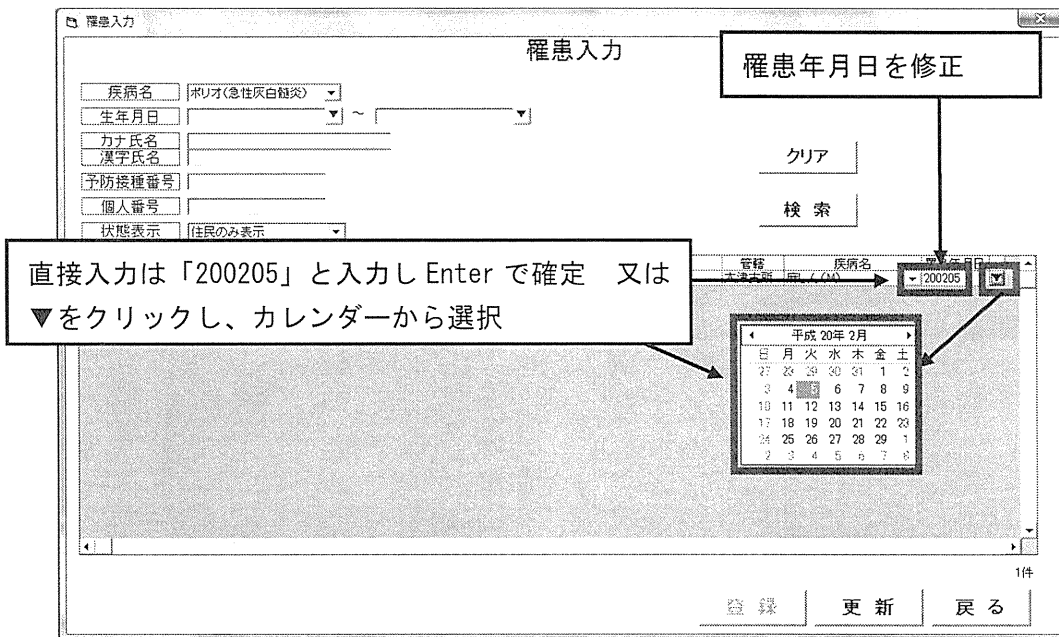 罹患入力
罹患入力
罹患年月日を修正
疾病名 ポリオ(急性灰白髄炎)
生年月日 ～
カナ氏名
漢字氏名
クリア
予防接種番号
個人番号
検 索
状態表示 住民のみ表示
直接入力は「200205」と入力し Enter で確定 又は
▼をクリックし、カレンダーから選択
管轄 疾病名
200205
平成 20年 2月
日 月 火 水 木 金 土
27 28 29 30 31 1 2
3 4 5 6 7 8 9
10 11 12 13 14 15 16
17 18 19 20 21 22 23
24 25 26 27 28 29 1
2 3 4 5 6 7 8
1件
登 録 更 新 戻 る